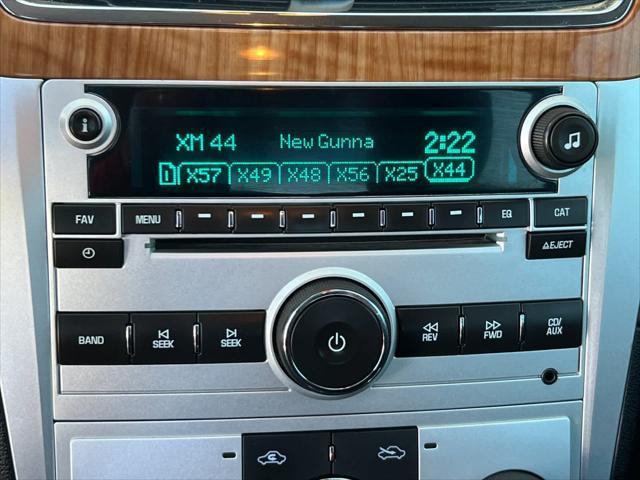 XM 44 New Gunna 2:22
1 X57 X49 X48 X56 X25 X44
FAV MENU EQ CAT
EJECT
BAND SEEK SEEK REV FWD CD/
AUX